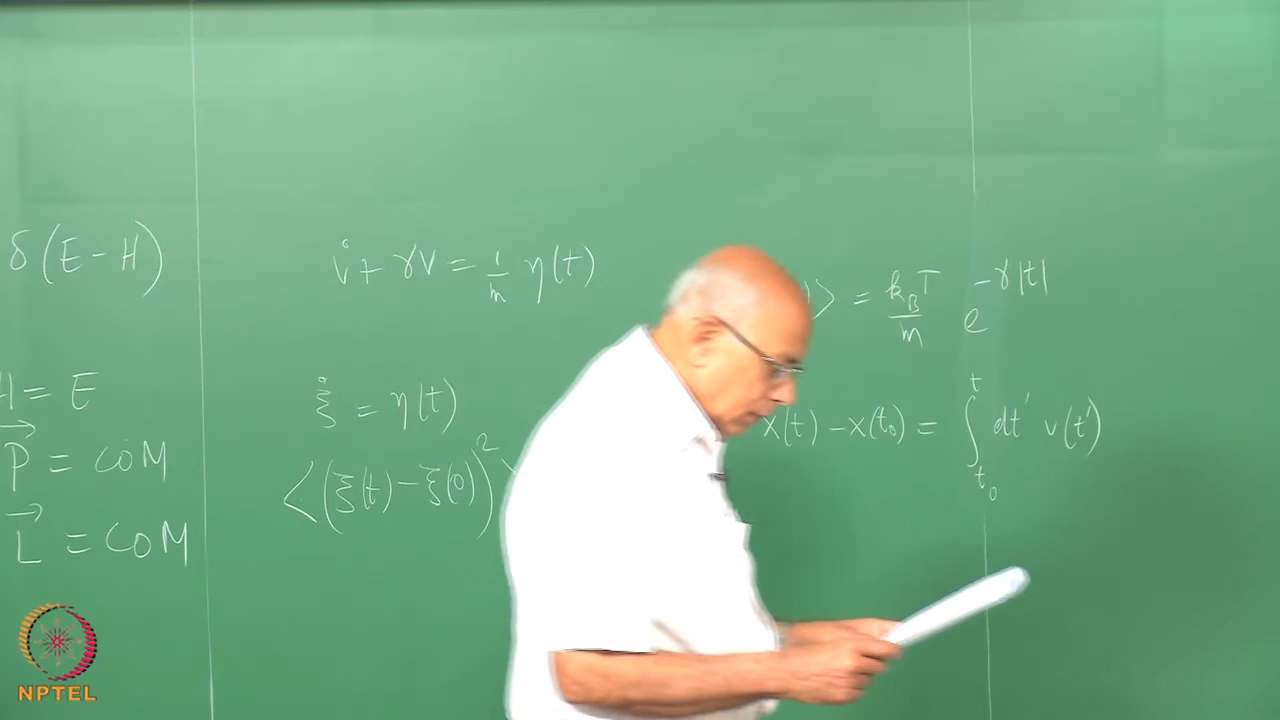 δ(E − H)
H = E
P⃗ = COM
L⃗ = COM
v̇ + γv = 1/m η(t)
ξ̇ = η(t)
<(ξ(t) − ξ(0))²
> = k_B T/m e^{−γ|t|}
x(t) − x(t₀) = ∫_{t₀}^{t} dt' v(t')
NPTEL